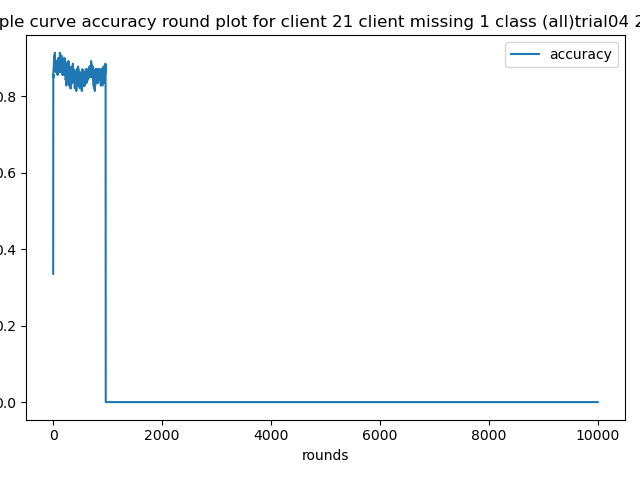 ple curve accuracy round plot for client 21 client missing 1 class (all)trial04 2
accuracy
0.8
0.6
0.4
0.2
0.0
0 2000 4000 6000 8000 10000
rounds